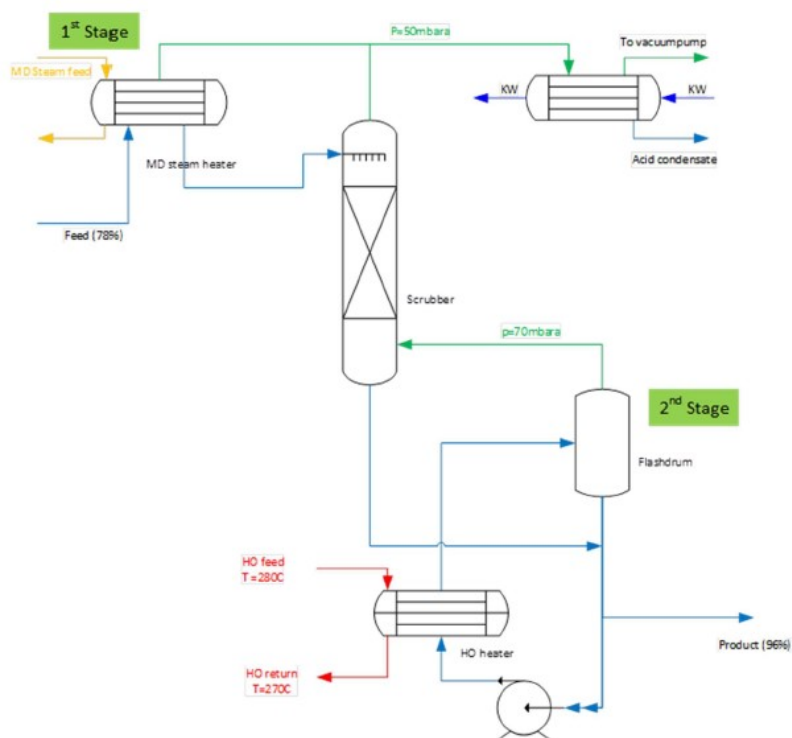 1st Stage
P=50mbara
To vacuumpump
MD Steam feed
KW
KW
MD steam heater
Acid condensate
Feed (78%)
Scrubber
p=70mbara
2nd Stage
Flashdrum
HO feed
T =280C
HO heater
Product (96%)
HO return
T=270C